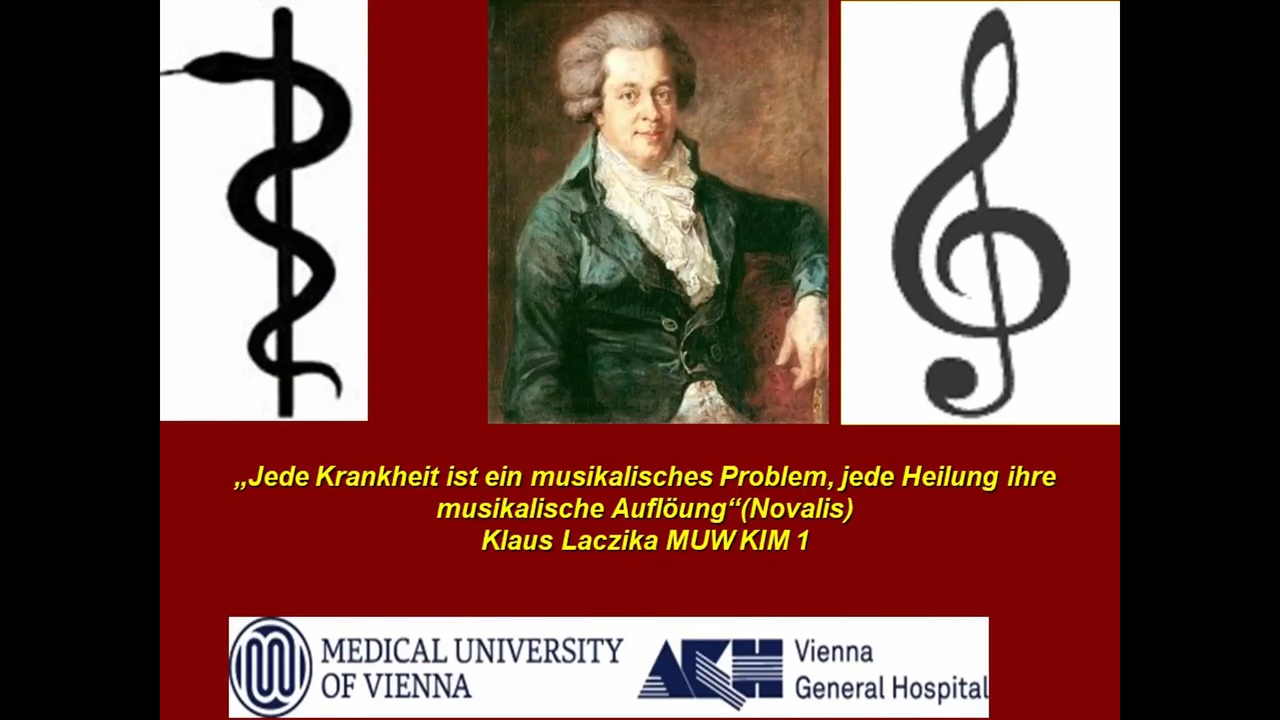 „Jede Krankheit ist ein musikalisches Problem, jede Heilung ihre
musikalische Auflöung“(Novalis)
Klaus Laczika MUW KIM 1
MEDICAL UNIVERSITY
OF VIENNA
AKH
Vienna
General Hospital